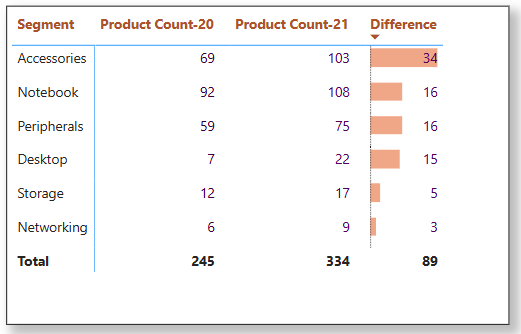 Segment Product Count-20 Product Count-21 Difference
Accessories 69 103 34
Notebook 92 108 16
Peripherals 59 75 16
Desktop 7 22 15
Storage 12 17 5
Networking 6 9 3
Total 245 334 89